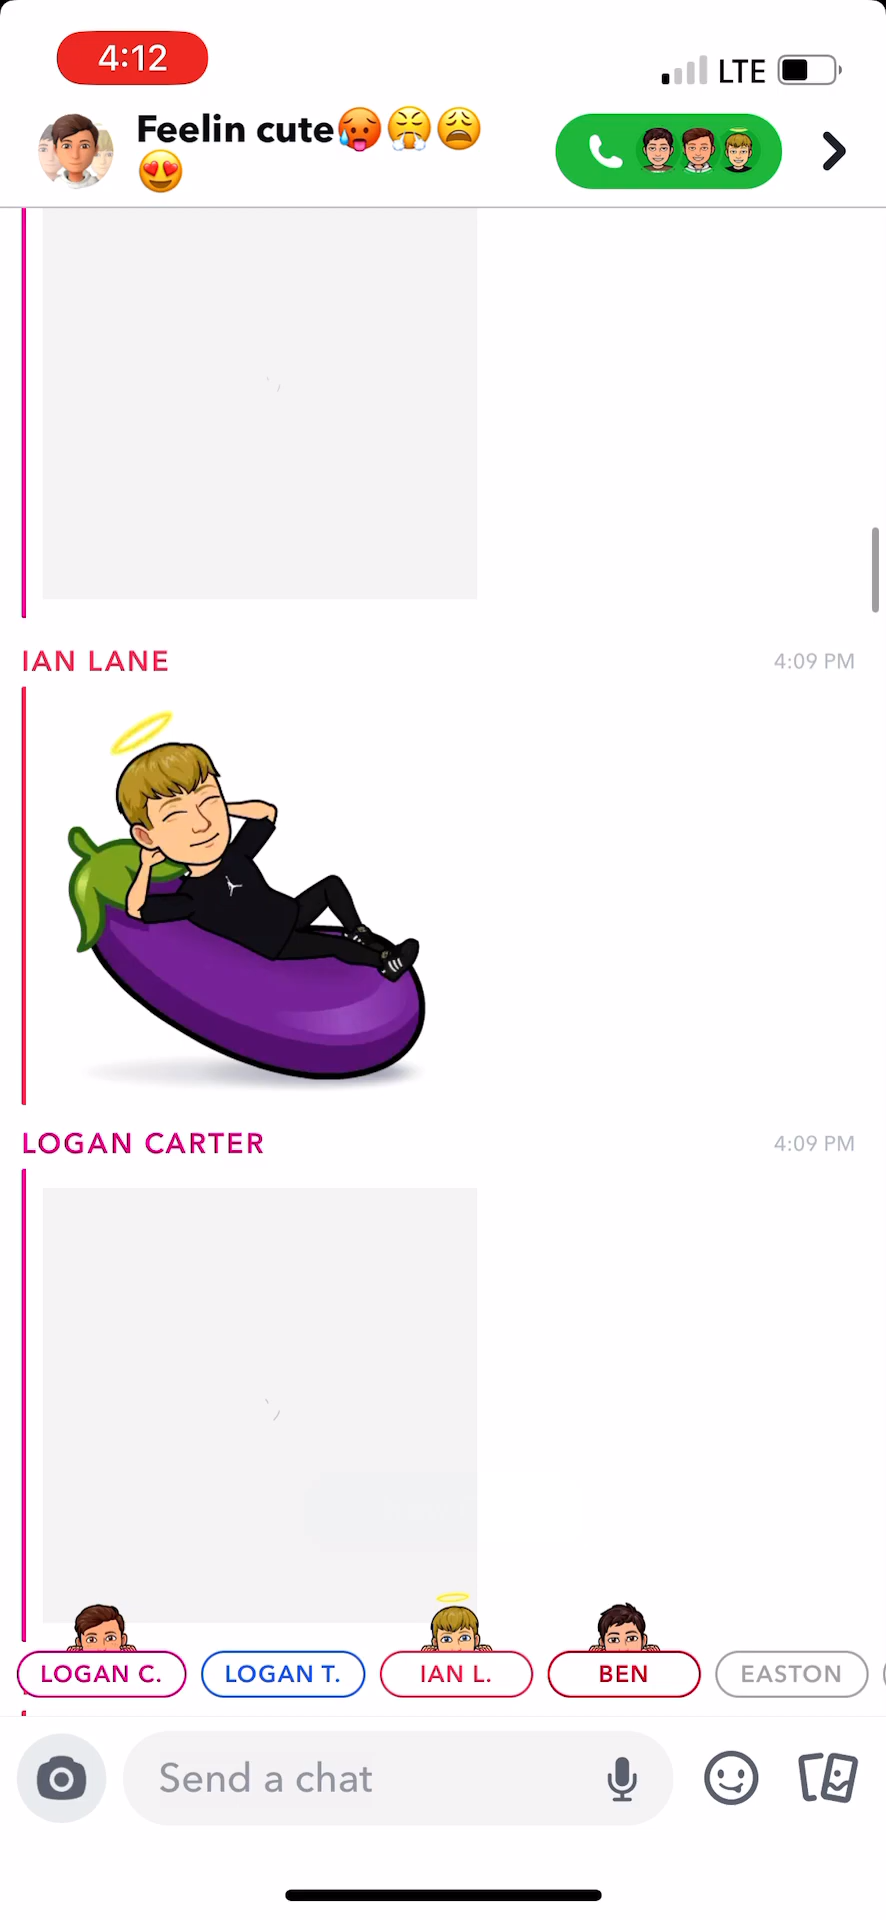 4:12
LTE
Feelin cute🥵😤😩
😍
IAN LANE
4:09 PM
LOGAN CARTER
4:09 PM
LOGAN C.
LOGAN T.
IAN L.
BEN
EASTON
Send a chat